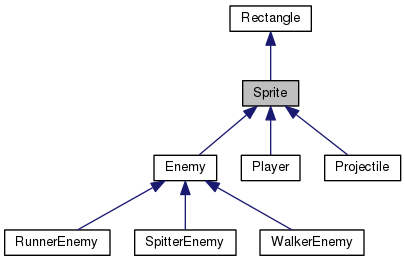 Rectangle
Sprite
Enemy
Player
Projectile
RunnerEnemy
SpitterEnemy
WalkerEnemy